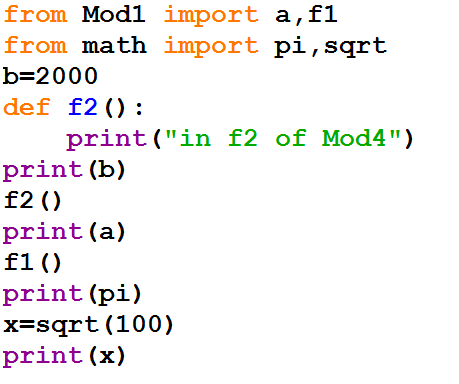 from Mod1 import a,f1
from math import pi,sqrt
b=2000
def f2():
    print("in f2 of Mod4")
print(b)
f2()
print(a)
f1()
print(pi)
x=sqrt(100)
print(x)